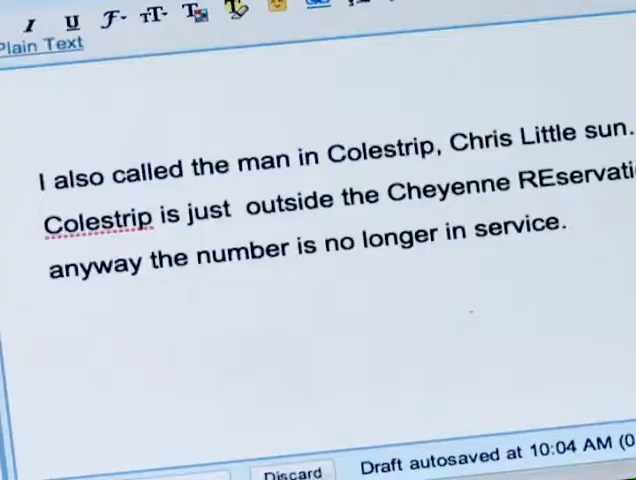 Plain Text
I also called the man in Colestrip, Chris Little sun.
Colestrip is just outside the Cheyenne REservati
anyway the number is no longer in service.
Discard Draft autosaved at 10:04 AM (0